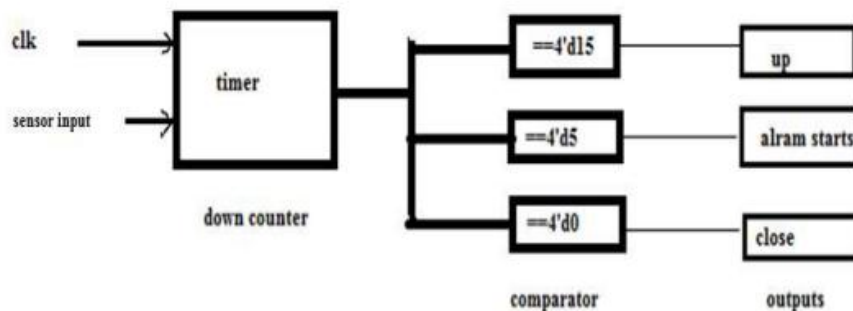 clk
timer
sensor input
down counter
==4'd15
up
==4'd5
alram starts
==4'd0
close
comparator
outputs